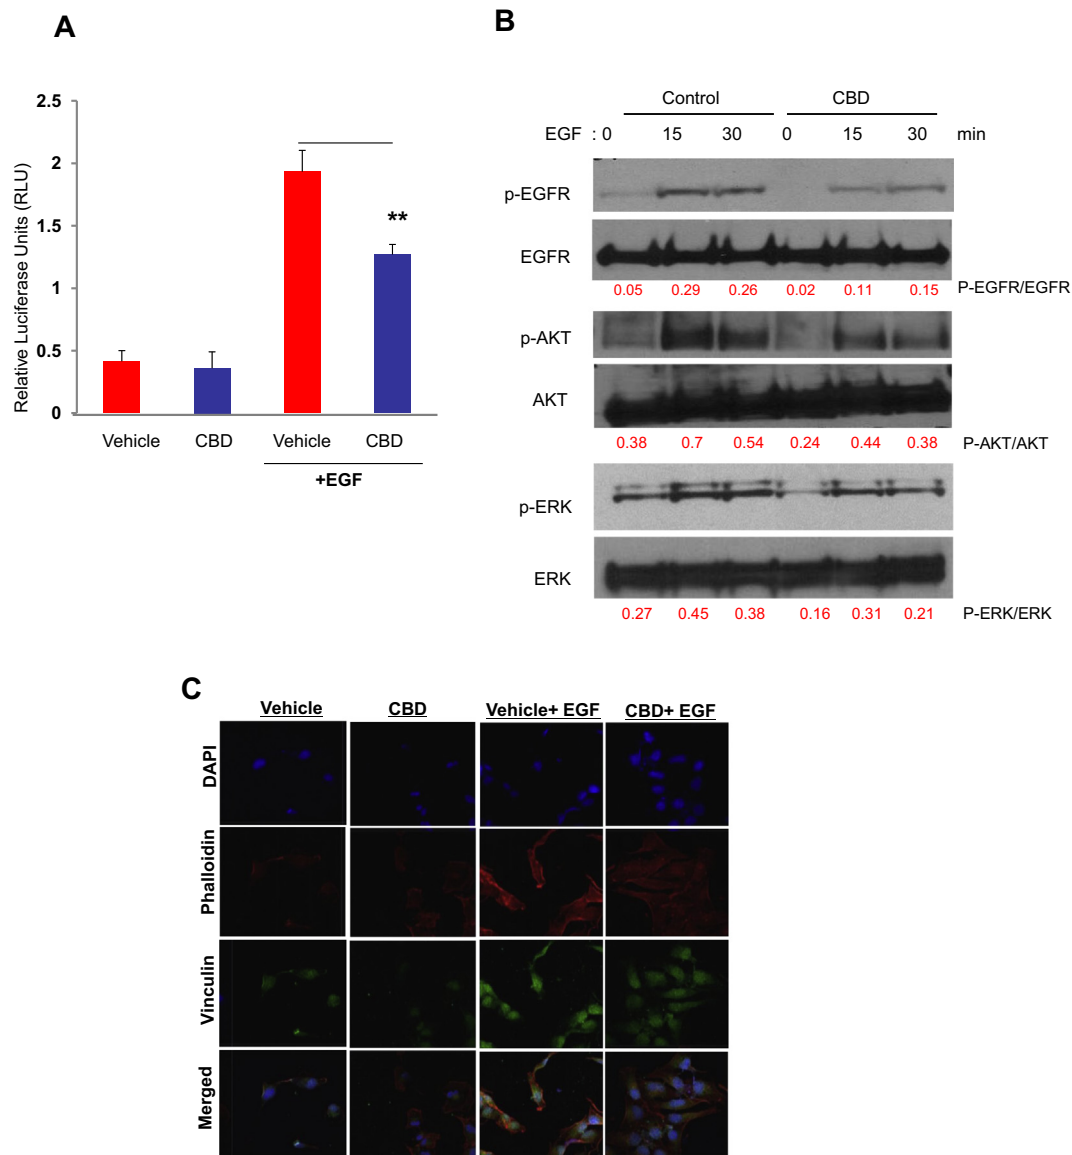 A
2.5
2
1.5
1
0.5
0
Relative Luciferase Units (RLU)
**
Vehicle CBD Vehicle CBD
+EGF
B
Control CBD
EGF : 0 15 30 0 15 30 min
p-EGFR
EGFR
0.05 0.29 0.26 0.02 0.11 0.15 P-EGFR/EGFR
p-AKT
AKT
0.38 0.7 0.54 0.24 0.44 0.38 P-AKT/AKT
p-ERK
ERK
0.27 0.45 0.38 0.16 0.31 0.21 P-ERK/ERK
C
Vehicle CBD Vehicle+ EGF CBD+ EGF
DAPI
Phalloidin
Vinculin
Merged